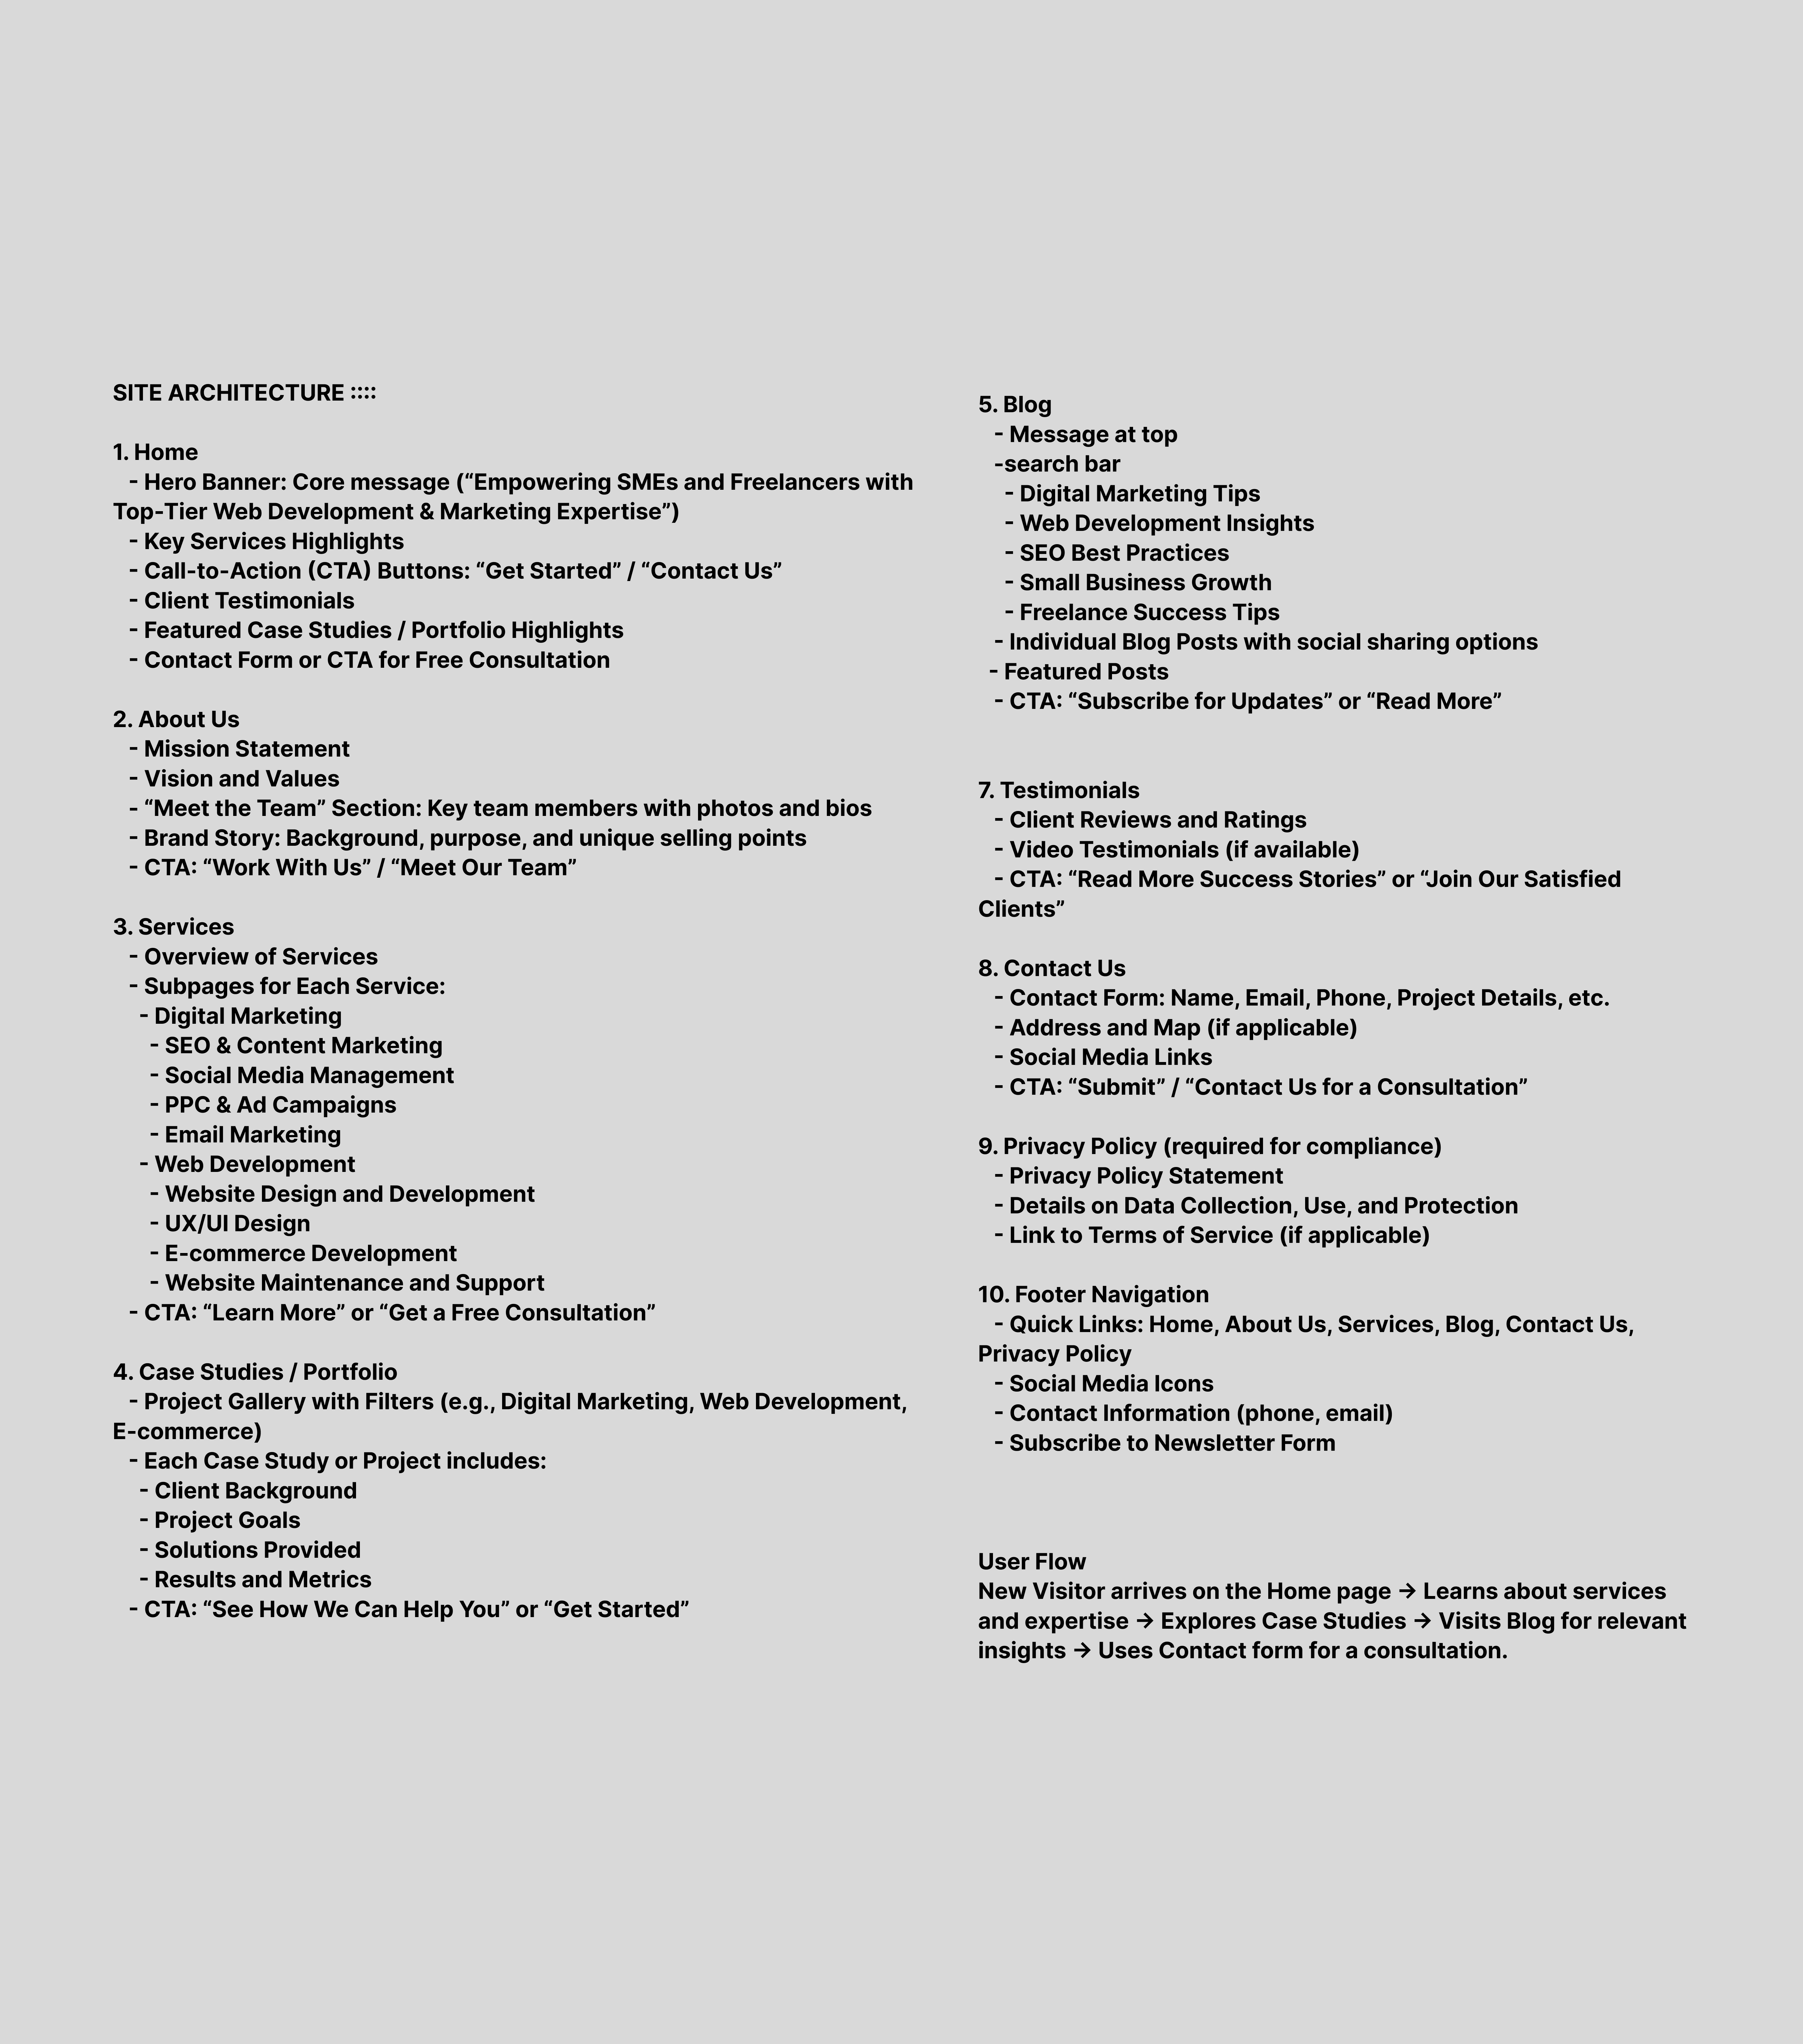 SITE ARCHITECTURE ::::

1. Home
   - Hero Banner: Core message (“Empowering SMEs and Freelancers with
Top-Tier Web Development & Marketing Expertise”)
   - Key Services Highlights
   - Call-to-Action (CTA) Buttons: “Get Started” / “Contact Us”
   - Client Testimonials
   - Featured Case Studies / Portfolio Highlights
   - Contact Form or CTA for Free Consultation

2. About Us
   - Mission Statement
   - Vision and Values
   - “Meet the Team” Section: Key team members with photos and bios
   - Brand Story: Background, purpose, and unique selling points
   - CTA: “Work With Us” / “Meet Our Team”

3. Services
   - Overview of Services
   - Subpages for Each Service:
     - Digital Marketing
       - SEO & Content Marketing
       - Social Media Management
       - PPC & Ad Campaigns
       - Email Marketing
     - Web Development
       - Website Design and Development
       - UX/UI Design
       - E-commerce Development
       - Website Maintenance and Support
   - CTA: “Learn More” or “Get a Free Consultation”

4. Case Studies / Portfolio
   - Project Gallery with Filters (e.g., Digital Marketing, Web Development,
E-commerce)
   - Each Case Study or Project includes:
     - Client Background
     - Project Goals
     - Solutions Provided
     - Results and Metrics
   - CTA: “See How We Can Help You” or “Get Started”

5. Blog
   - Message at top
   -search bar
     - Digital Marketing Tips
     - Web Development Insights
     - SEO Best Practices
     - Small Business Growth
     - Freelance Success Tips
   - Individual Blog Posts with social sharing options
  - Featured Posts
   - CTA: “Subscribe for Updates” or “Read More”

7. Testimonials
   - Client Reviews and Ratings
   - Video Testimonials (if available)
   - CTA: “Read More Success Stories” or “Join Our Satisfied
Clients”

8. Contact Us
   - Contact Form: Name, Email, Phone, Project Details, etc.
   - Address and Map (if applicable)
   - Social Media Links
   - CTA: “Submit” / “Contact Us for a Consultation”

9. Privacy Policy (required for compliance)
   - Privacy Policy Statement
   - Details on Data Collection, Use, and Protection
   - Link to Terms of Service (if applicable)

10. Footer Navigation
   - Quick Links: Home, About Us, Services, Blog, Contact Us,
Privacy Policy
   - Social Media Icons
   - Contact Information (phone, email)
   - Subscribe to Newsletter Form

User Flow
New Visitor arrives on the Home page → Learns about services
and expertise → Explores Case Studies → Visits Blog for relevant
insights → Uses Contact form for a consultation.